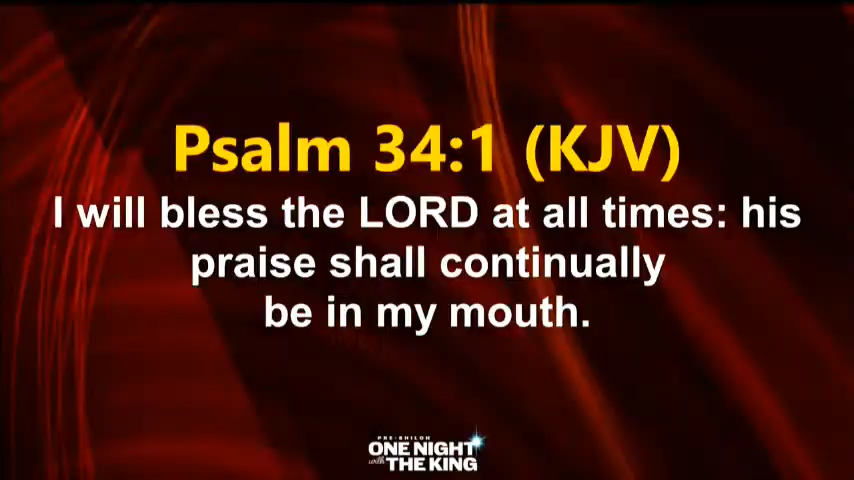 Psalm 34:1 (KJV)
I will bless the LORD at all times: his
praise shall continually
be in my mouth.
PRE-SHILOH
ONE NIGHT
with THE KING